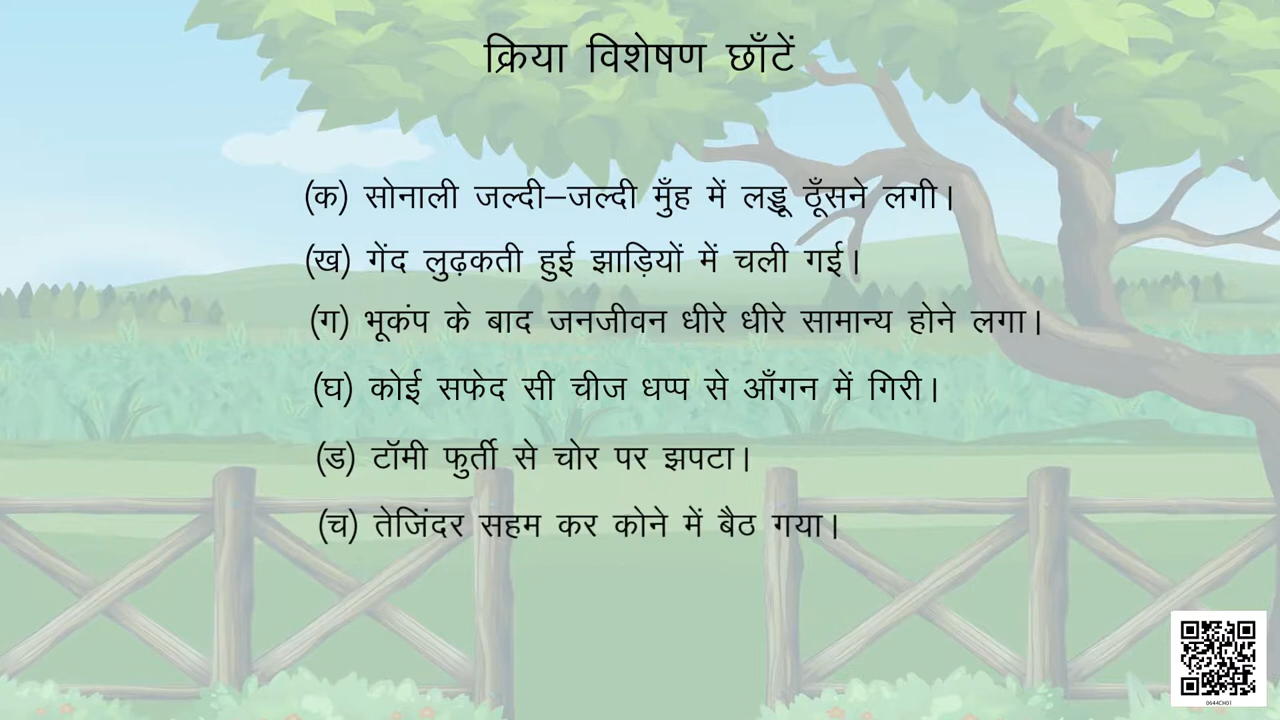 क्रिया विशेषण छाँटें
(क) सोनाली जल्दी–जल्दी मुँह में लड्डू ठूँसने लगी।
(ख) गेंद लुढ़कती हुई झाड़ियों में चली गई।
(ग) भूकंप के बाद जनजीवन धीरे धीरे सामान्य होने लगा।
(घ) कोई सफेद सी चीज धप्प से आँगन में गिरी।
(ड) टॉमी फुर्ती से चोर पर झपटा।
(च) तेजिंदर सहम कर कोने में बैठ गया।
0644CH01